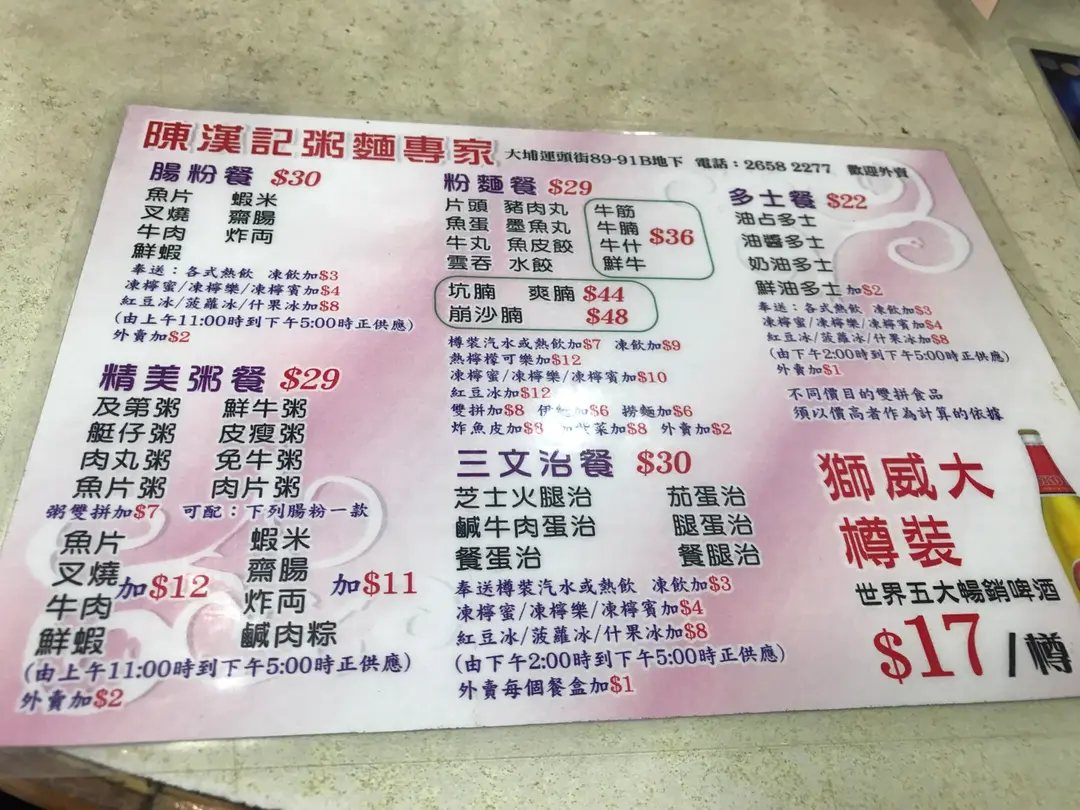 陳漢記粥麵專家 大埔運頭街89-91B地下 電話：2658 2277 歡迎外賣
腸粉餐 $30
魚片 蝦米
叉燒 齋腸
牛肉 炸両
鮮蝦
奉送：各式熱飲 凍飲加$3
凍檸蜜/凍檸樂/凍檸賓加$4
紅豆冰/菠蘿冰/什果冰加$8
(由上午11:00時到下午5:00時正供應)
外賣加$2
精美粥餐 $29
及第粥 鮮牛粥
艇仔粥 皮瘦粥
肉丸粥 免牛粥
魚片粥 肉片粥
粥雙拼加$7 可配：下列腸粉一款
魚片 蝦米
叉燒 齋腸
加$12 加$11
牛肉 炸両
鮮蝦 鹹肉粽
(由上午11:00時到下午5:00時正供應)
外賣加$2
粉麵餐 $29
片頭 豬肉丸 牛筋
魚蛋 墨魚丸 牛腩 $36
牛丸 魚皮餃 牛什
雲吞 水餃 鮮牛
坑腩 爽腩 $44
崩沙腩 $48
樽裝汽水或熱飲加$7 凍飲加$9
熱檸檬可樂加$12
凍檸蜜/凍檸樂/凍檸賓加$10
紅豆冰加$12
雙拼加$8 伊麵加$6 撈麵加$6
炸魚皮加$8 菜加$8 外賣加$2
三文治餐 $30
芝士火腿治 茄蛋治
鹹牛肉蛋治 腿蛋治
餐蛋治 餐腿治
奉送樽裝汽水或熱飲 凍飲加$3
凍檸蜜/凍檸樂/凍檸賓加$4
紅豆冰/菠蘿冰/什果冰加$8
(由下午2:00時到下午5:00時正供應)
外賣每個餐盒加$1
多士餐 $22
油占多士
油醬多士
奶油多士
鮮油多士加$2
奉送：各式熱飲 凍飲加$3
凍檸蜜/凍檸樂/凍檸賓加$4
紅豆冰/菠蘿冰/什果冰加$8
(由下午2:00時到下午5:00時正供應)
外賣加$1
不同價目的雙拼食品
須以價高者作為計算的依據
獅威大
樽裝
世界五大暢銷啤酒
$17/樽